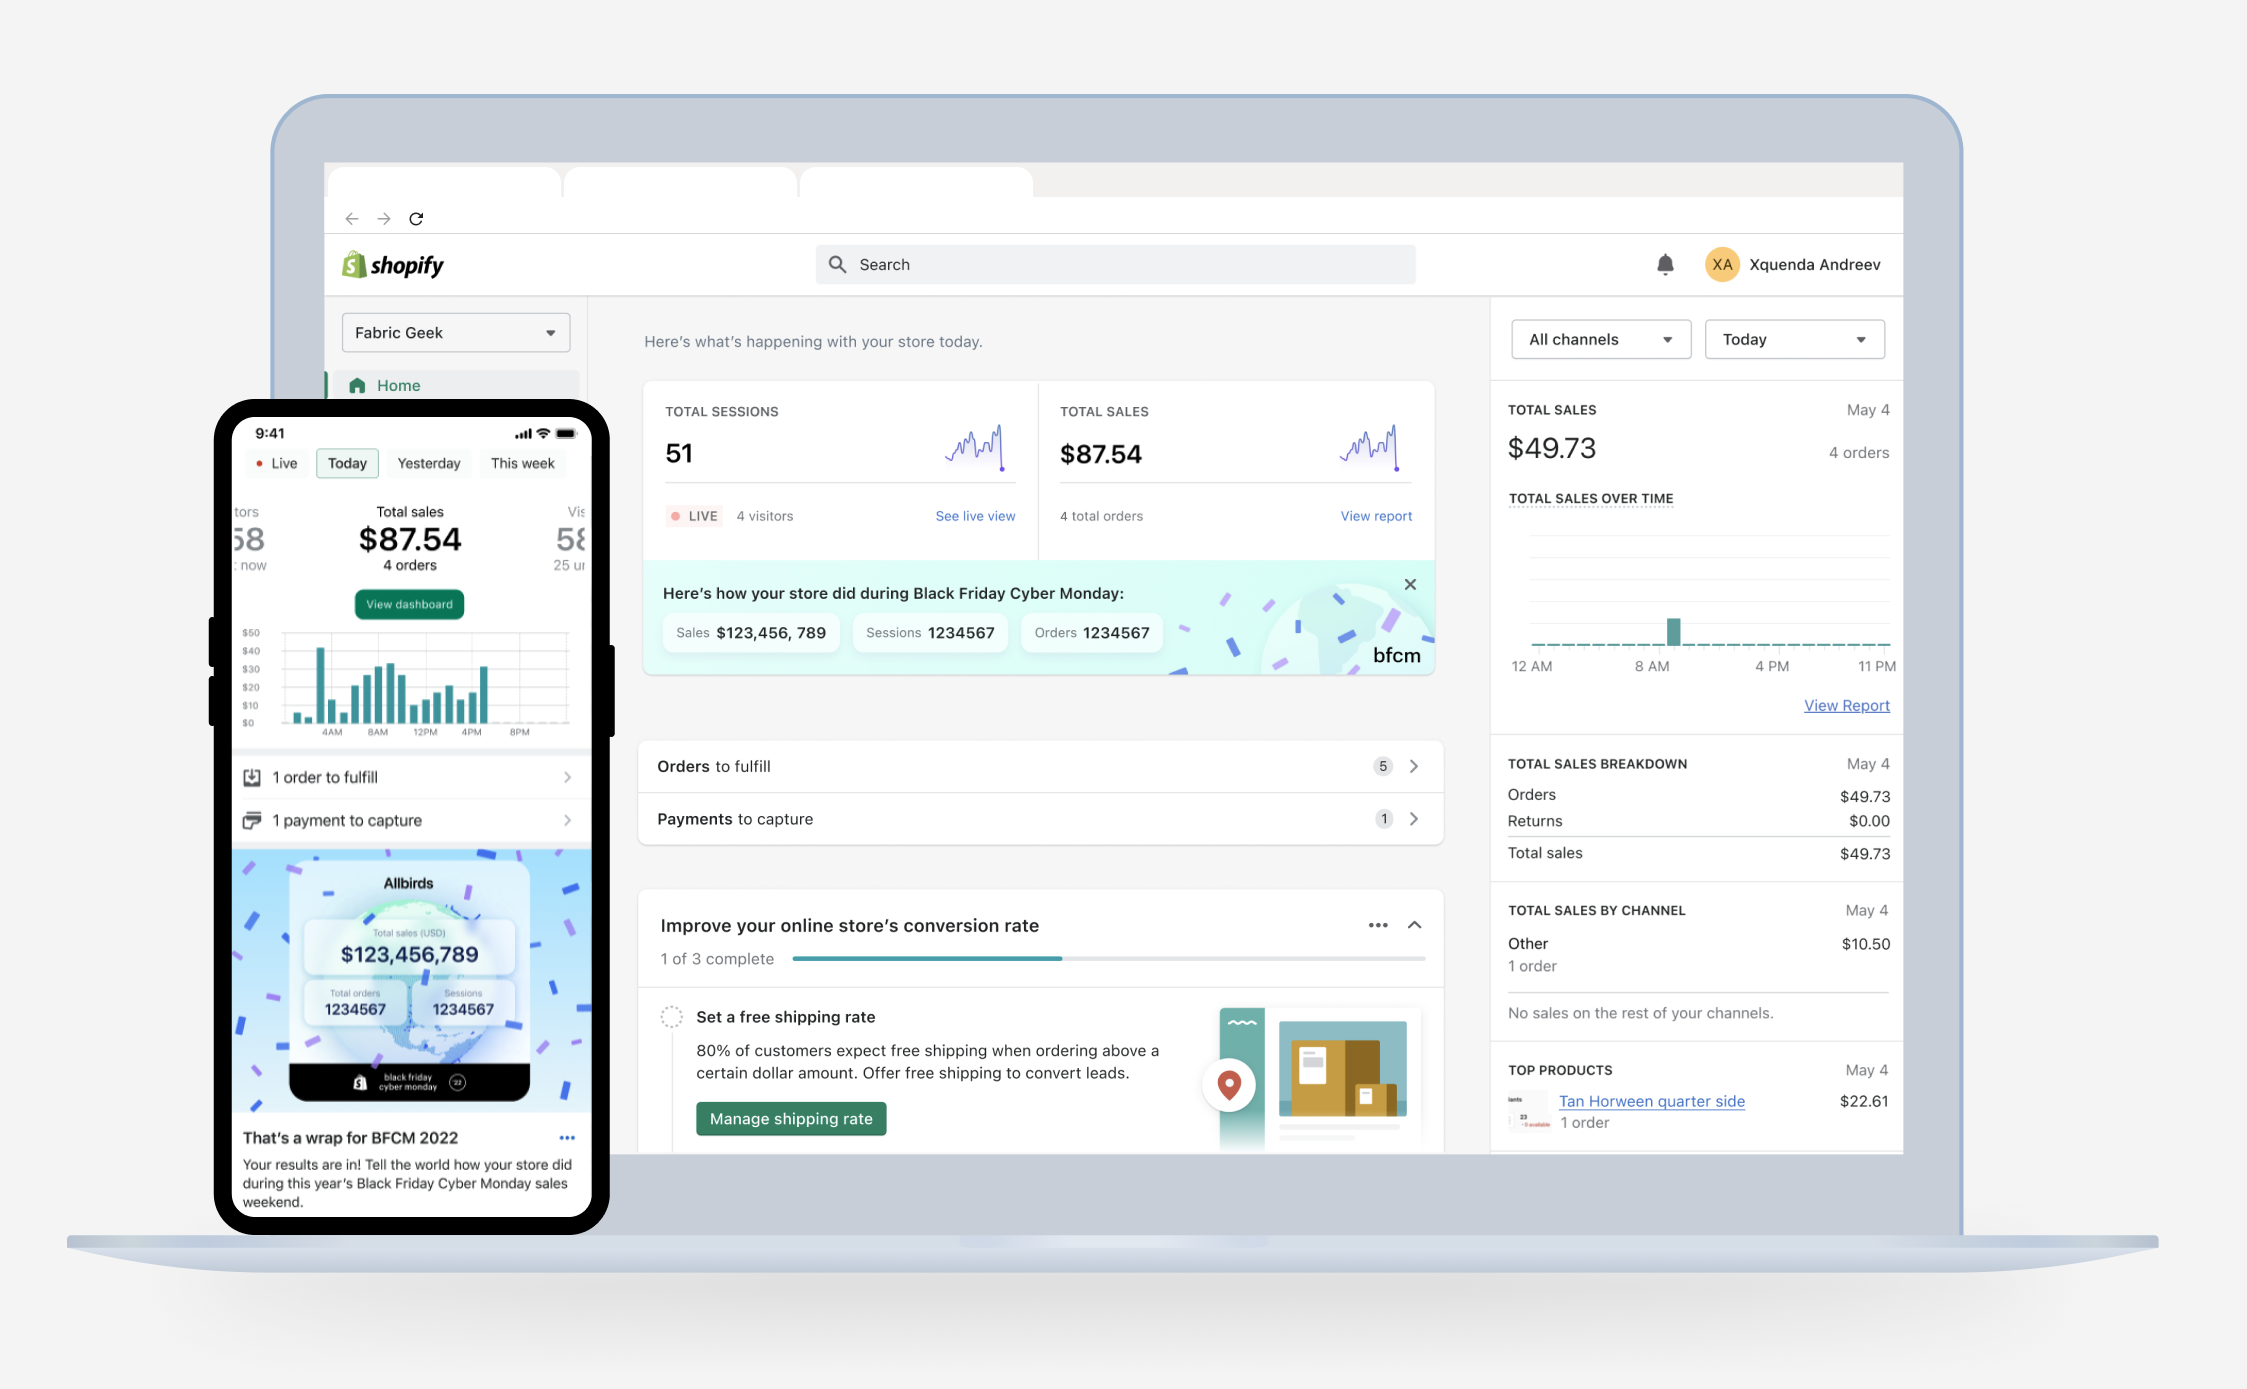 shopify
Search
XA
Xquenda Andreev
Fabric Geek
Home
Here's what's happening with your store today.
TOTAL SESSIONS
51
LIVE
4 visitors
See live view
TOTAL SALES
$87.54
4 total orders
View report
Here's how your store did during Black Friday Cyber Monday:
Sales $123,456, 789
Sessions 1234567
Orders 1234567
bfcm
Orders to fulfill
5
Payments to capture
1
Improve your online store's conversion rate
1 of 3 complete
Set a free shipping rate
80% of customers expect free shipping when ordering above a
certain dollar amount. Offer free shipping to convert leads.
Manage shipping rate
All channels
Today
TOTAL SALES
May 4
$49.73
4 orders
TOTAL SALES OVER TIME
12 AM
8 AM
4 PM
11 PM
View Report
TOTAL SALES BREAKDOWN
May 4
Orders
$49.73
Returns
$0.00
Total sales
$49.73
TOTAL SALES BY CHANNEL
May 4
Other
$10.50
1 order
No sales on the rest of your channels.
TOP PRODUCTS
May 4
Tan Horween quarter side
$22.61
1 order
23
9:41
Live
Today
Yesterday
This week
tors
58
now
Total sales
$87.54
4 orders
Vis
58
25 ur
View dashboard
$50
$40
$30
$20
$10
$0
4AM
8AM
12PM
4PM
8PM
1 order to fulfill
1 payment to capture
Allbirds
Total sales (USD)
$123,456,789
Total orders
1234567
Sessions
1234567
black friday
cyber monday
22
That's a wrap for BFCM 2022
Your results are in! Tell the world how your store did
during this year's Black Friday Cyber Monday sales
weekend.